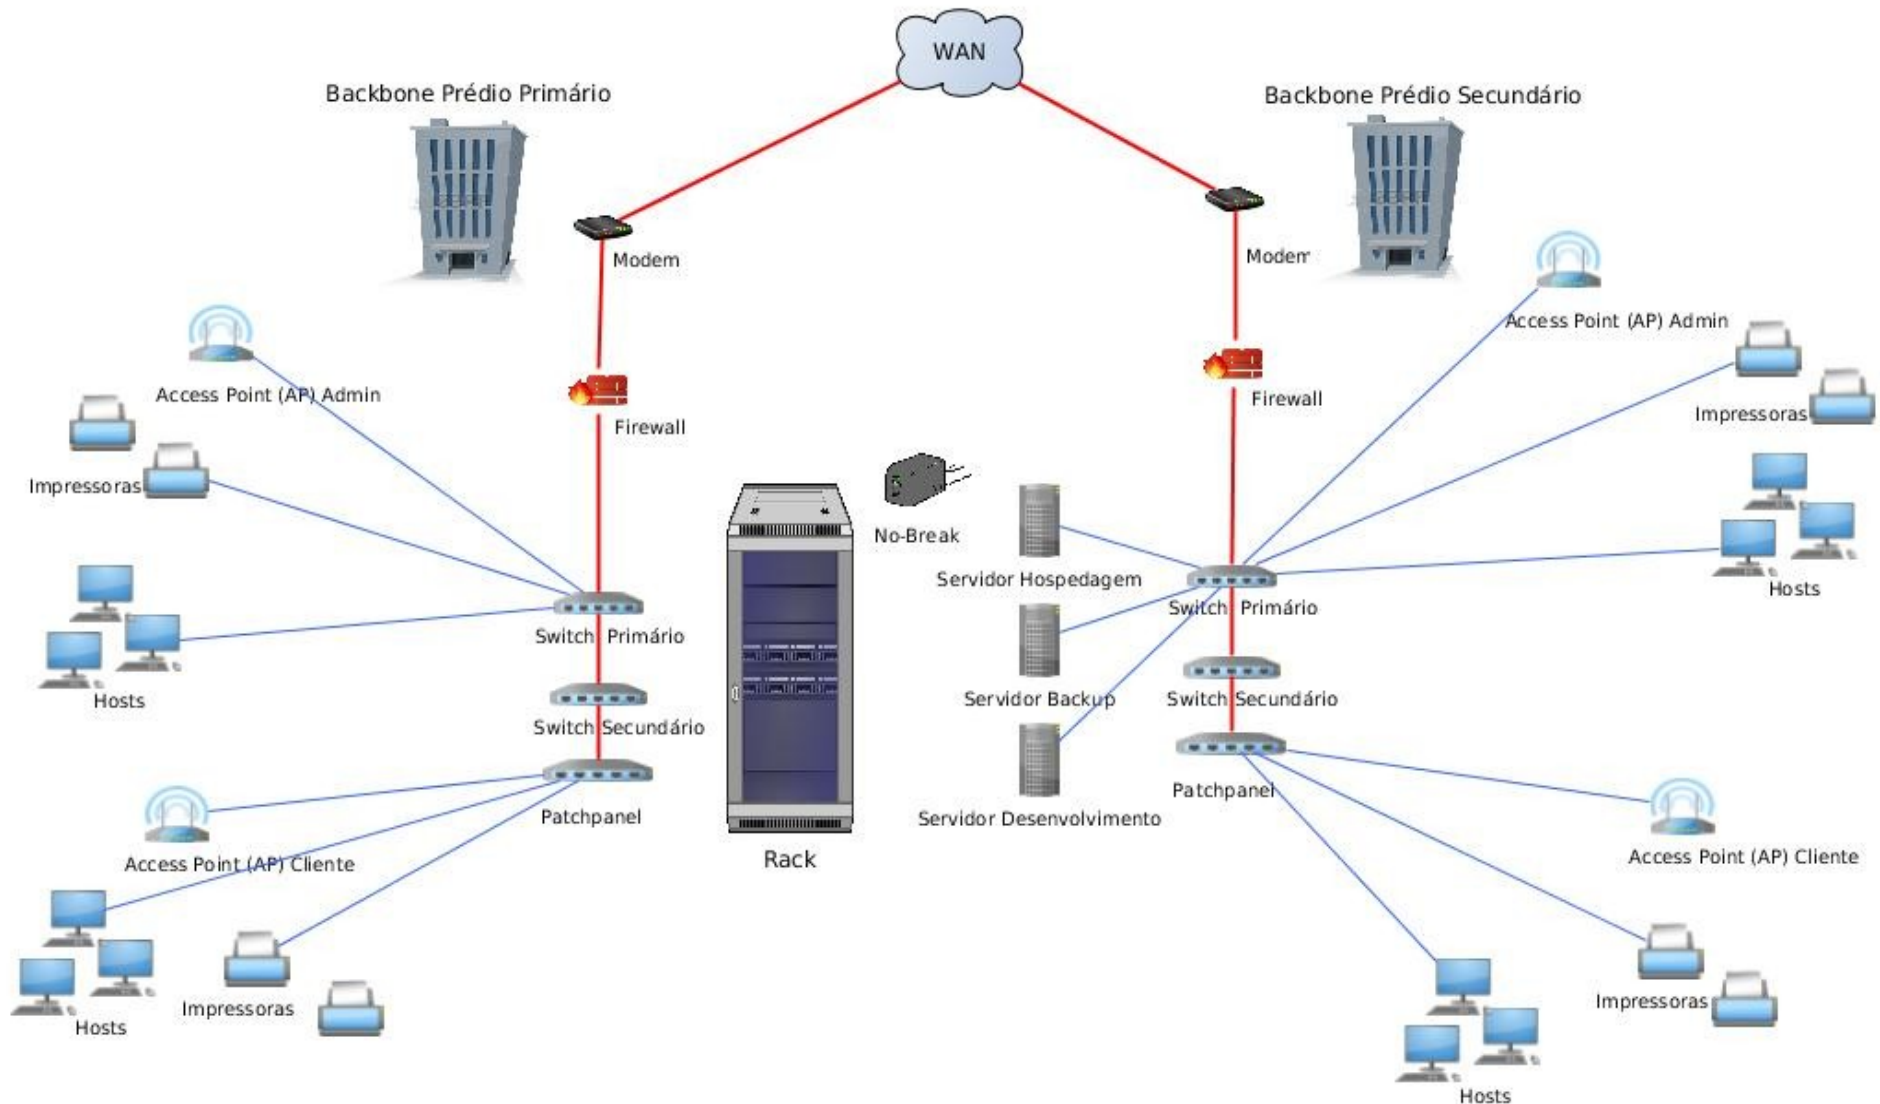 WAN
Backbone Prédio Primário
Backbone Prédio Secundário
Modem
Modem
Access Point (AP) Admin
Access Point (AP) Admin
Firewall
Firewall
Impressoras
Impressoras
No-Break
Servidor Hospedagem
Hosts
Switch Primário
Switch Primário
Hosts
Servidor Backup
Switch Secundário
Switch Secundário
Patchpanel
Patchpanel
Servidor Desenvolvimento
Rack
Access Point (AP) Cliente
Access Point (AP) Cliente
Impressoras
Impressoras
Hosts
Hosts